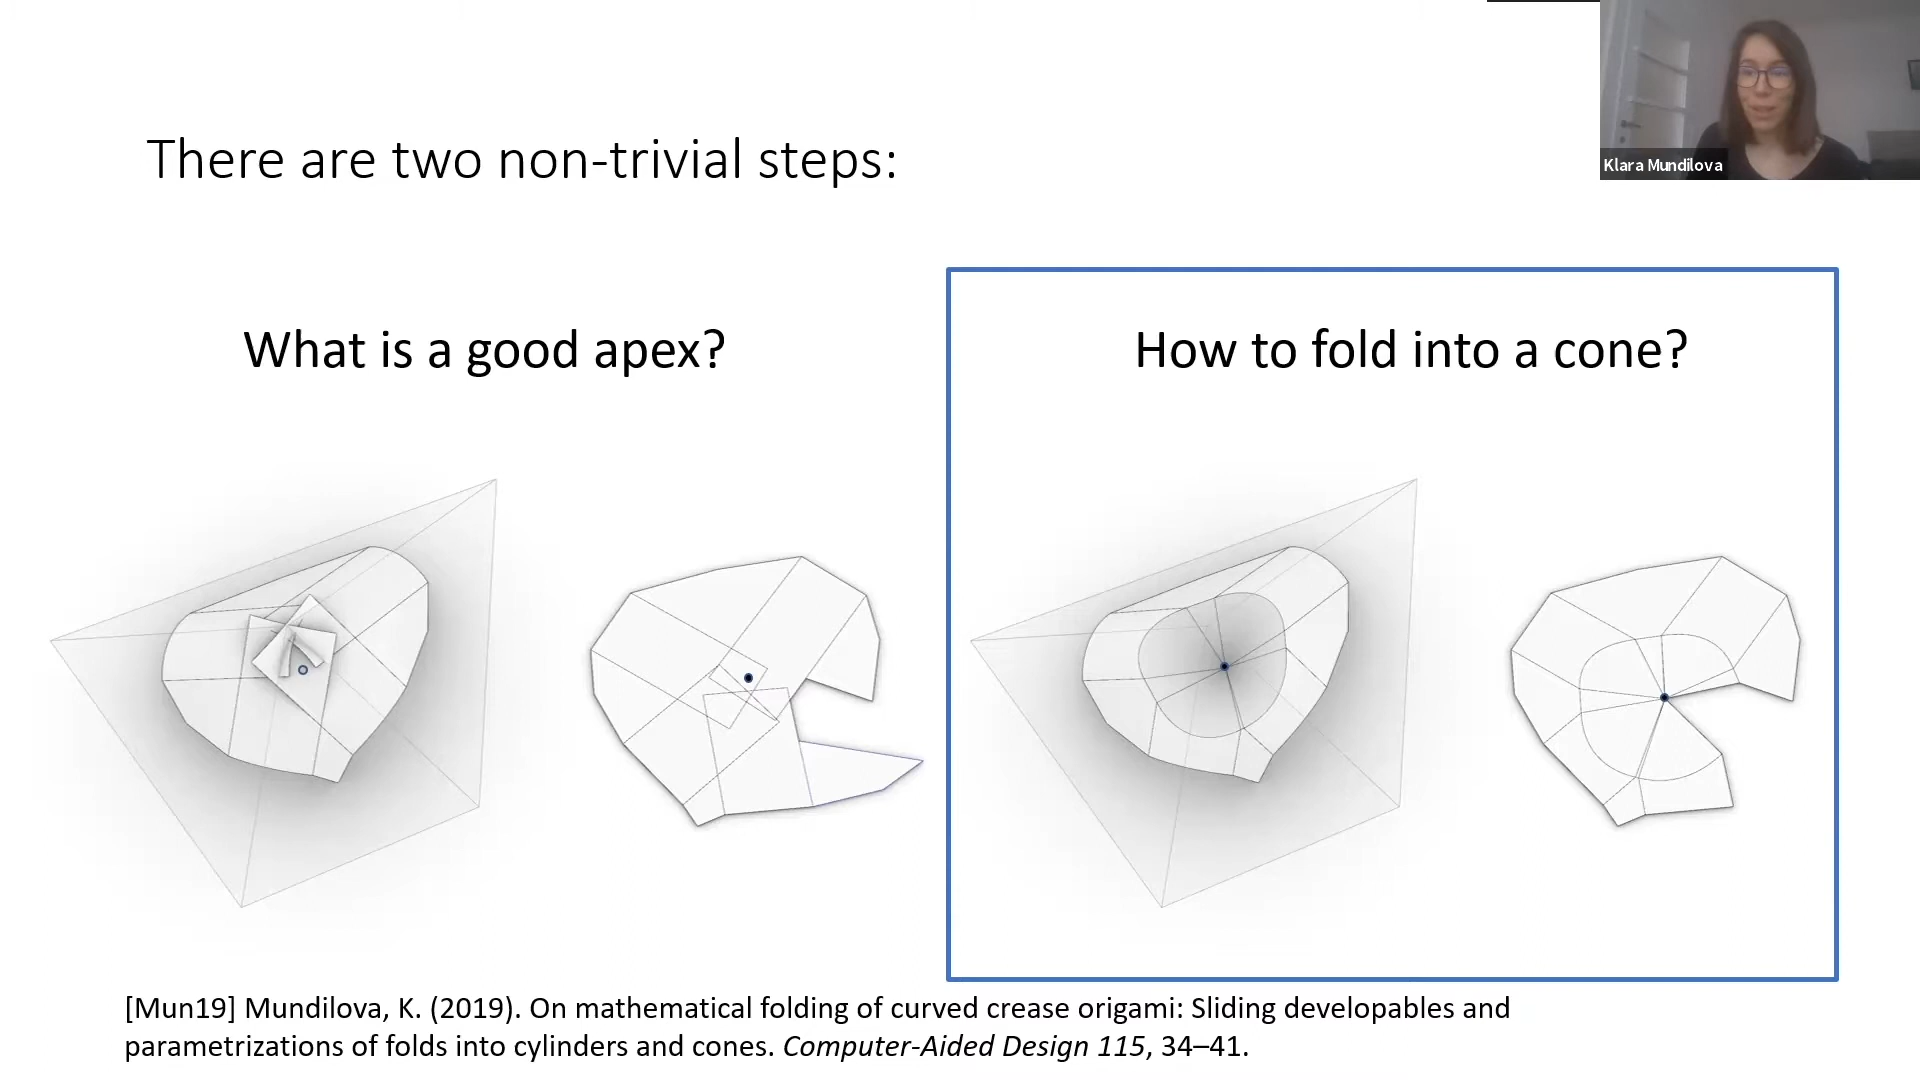 There are two non-trivial steps:
Klara Mundilova
What is a good apex?
How to fold into a cone?
[Mun19] Mundilova, K. (2019). On mathematical folding of curved crease origami: Sliding developables and
parametrizations of folds into cylinders and cones. Computer-Aided Design 115, 34–41.